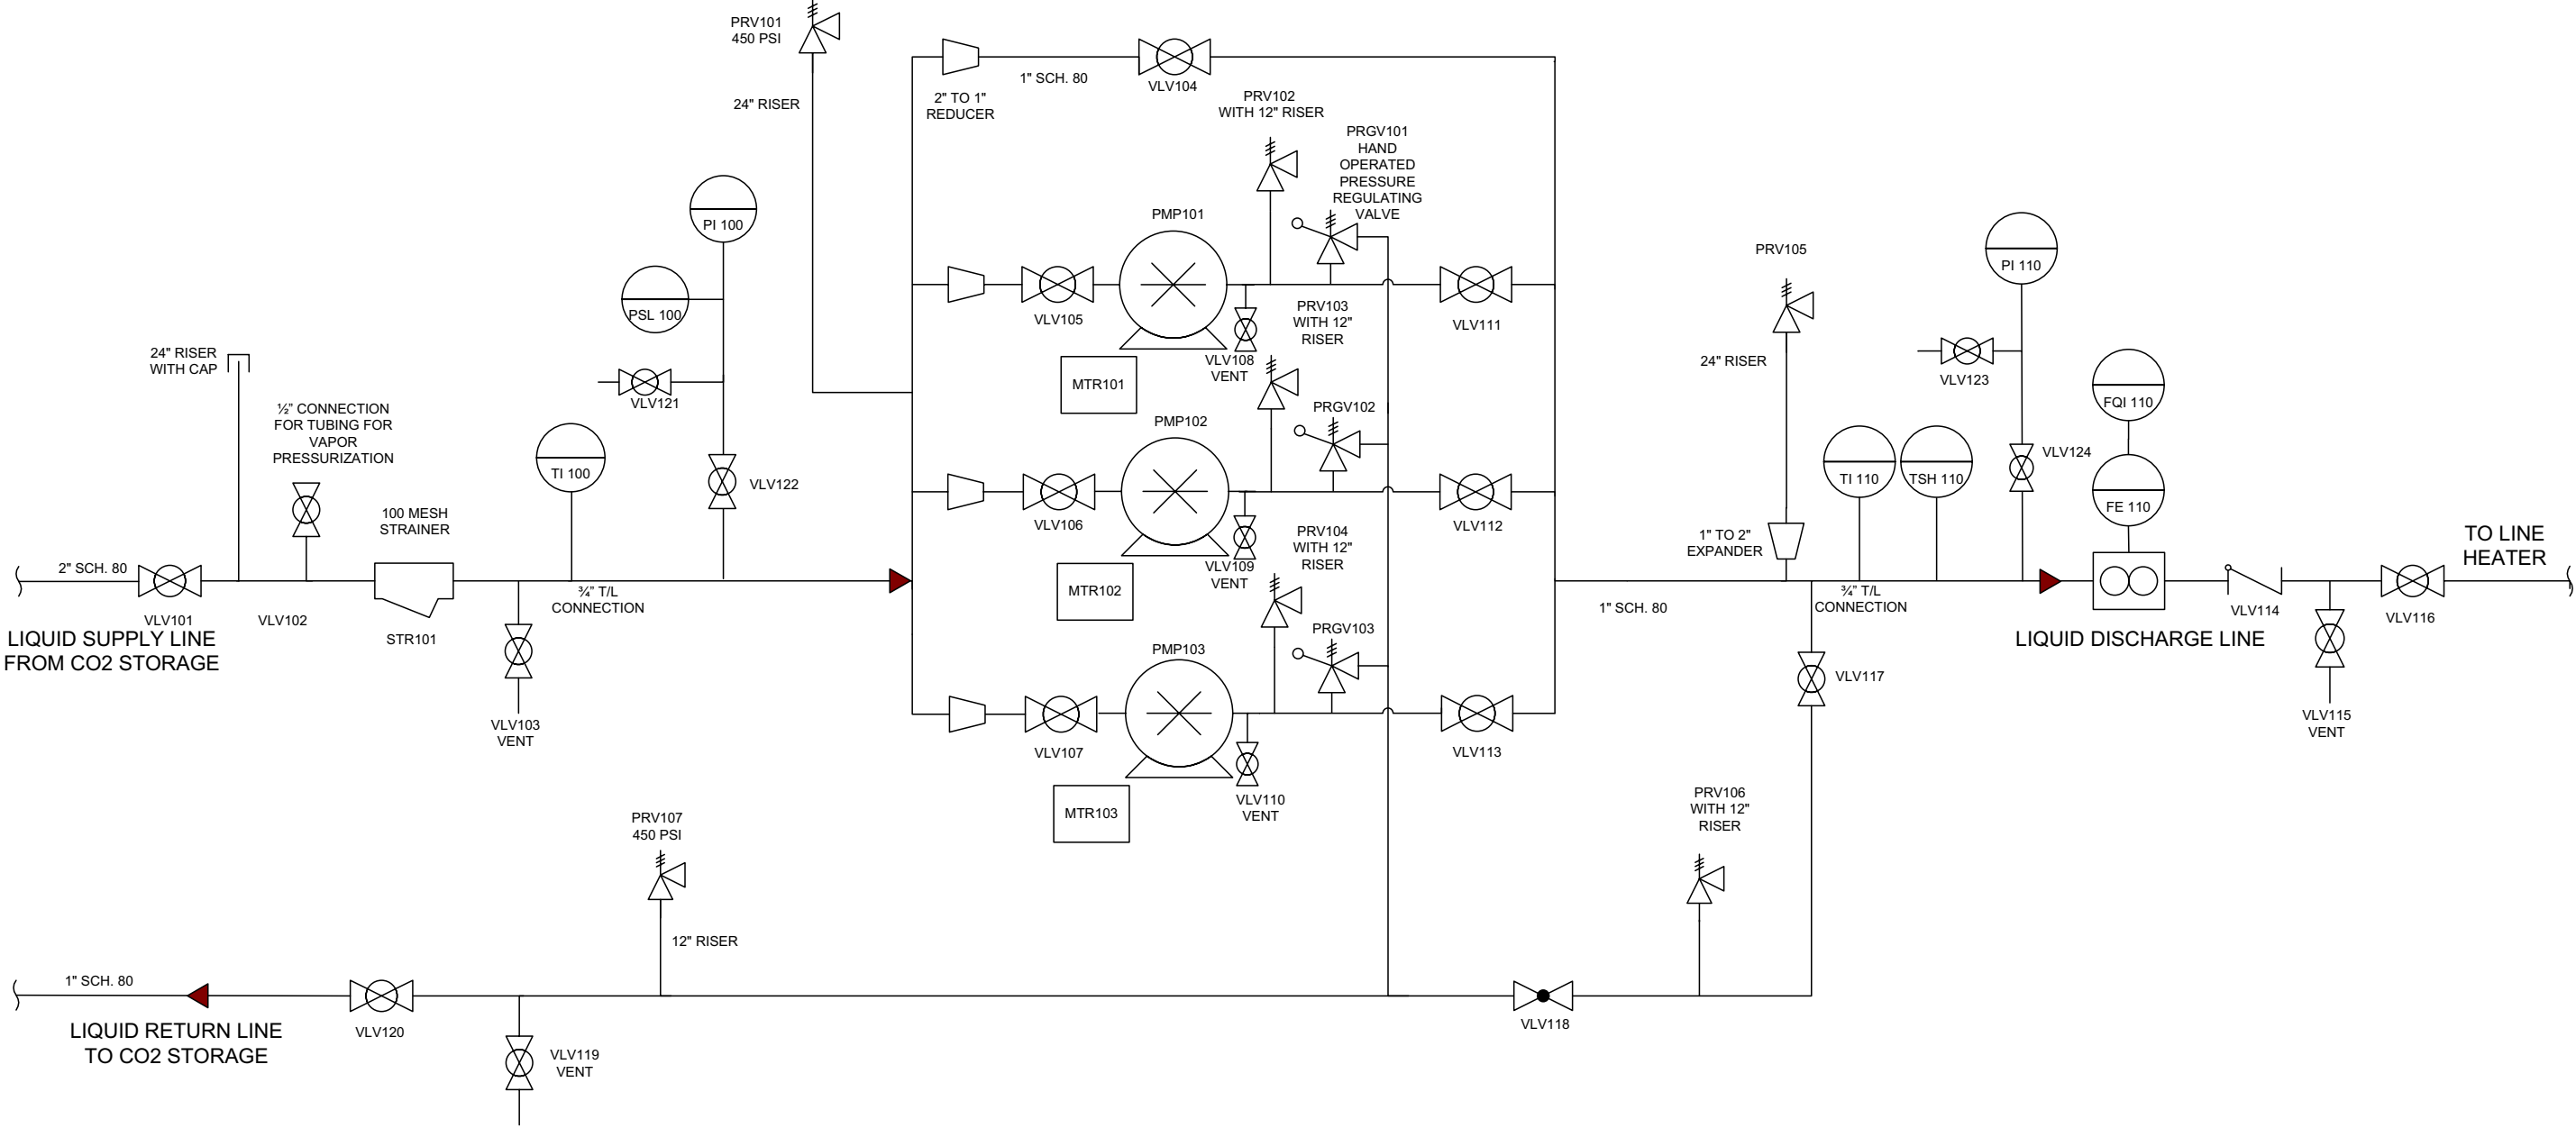 PRV101
450 PSI
24" RISER
2" TO 1"
REDUCER
1" SCH. 80
VLV104
PRV102
WITH 12" RISER
PRGV101
HAND
OPERATED
PRESSURE
REGULATING
VALVE
PI 100
PSL 100
VLV121
VLV122
24" RISER
WITH CAP
½" CONNECTION
FOR TUBING FOR
VAPOR
PRESSURIZATION
100 MESH
STRAINER
TI 100
2" SCH. 80
VLV101
VLV102
STR101
¾" T/L
CONNECTION
LIQUID SUPPLY LINE
FROM CO2 STORAGE
VLV103
VENT
PMP101
VLV105
MTR101
VLV108
VENT
PRV103
WITH 12"
RISER
VLV111
PMP102
PRGV102
VLV106
MTR102
VLV109
VENT
PRV104
WITH 12"
RISER
VLV112
PMP103
PRGV103
VLV107
MTR103
VLV110
VENT
VLV113
PRV105
24" RISER
1" TO 2"
EXPANDER
1" SCH. 80
PI 110
VLV123
VLV124
TI 110
TSH 110
FQI 110
FE 110
¾" T/L
CONNECTION
TO LINE
HEATER
VLV114
VLV116
LIQUID DISCHARGE LINE
VLV117
VLV115
VENT
PRV106
WITH 12"
RISER
PRV107
450 PSI
12" RISER
1" SCH. 80
VLV120
VLV118
LIQUID RETURN LINE
TO CO2 STORAGE
VLV119
VENT